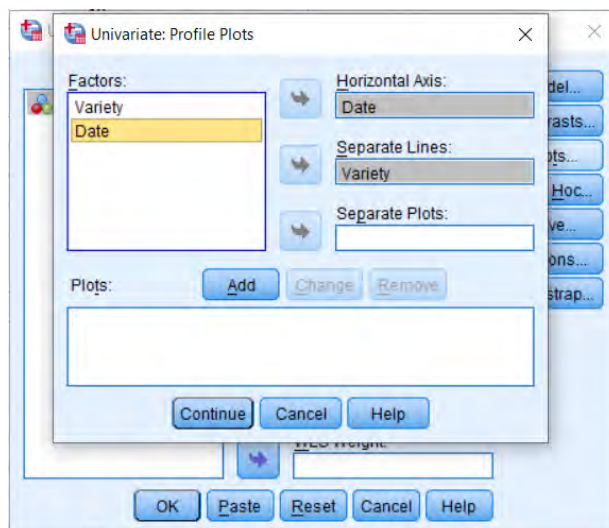 Univariate: Profile Plots
Factors:
Variety
Date
Horizontal Axis:
Date
Separate Lines:
Variety
Separate Plots:
Plots:
Add
Change
Remove
Continue
Cancel
Help
OK
Paste
Reset
Cancel
Help